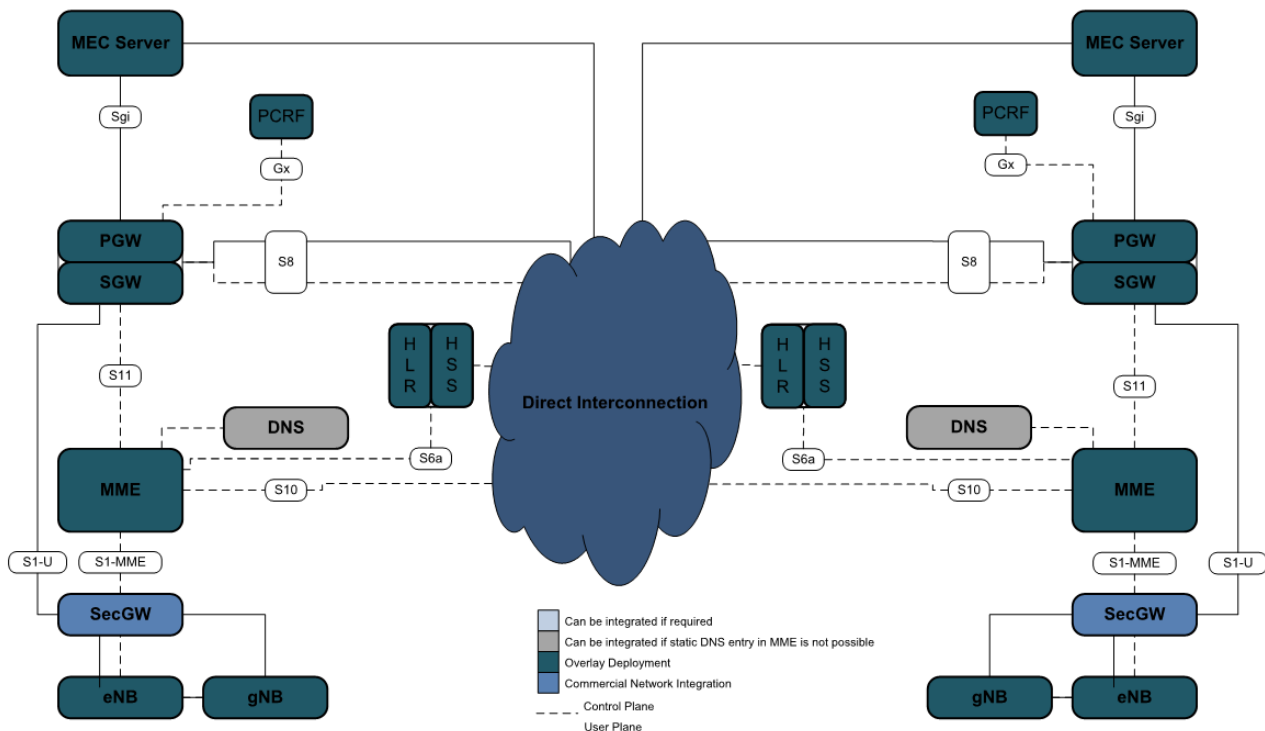 MEC Server
MEC Server
Sgi
PCRF
PCRF
Sgi
Gx
Gx
PGW
S8
S8
PGW
SGW
SGW
H
L
R
H
S
S
H
L
R
H
S
S
S11
S11
Direct Interconnection
DNS
DNS
S6a
S6a
MME
S10
S10
MME
S1-U
S1-MME
S1-MME
S1-U
SecGW
SecGW
Can be integrated if required
Can be integrated if static DNS entry in MME is not possible
Overlay Deployment
Commercial Network Integration
Control Plane
User Plane
eNB
gNB
gNB
eNB